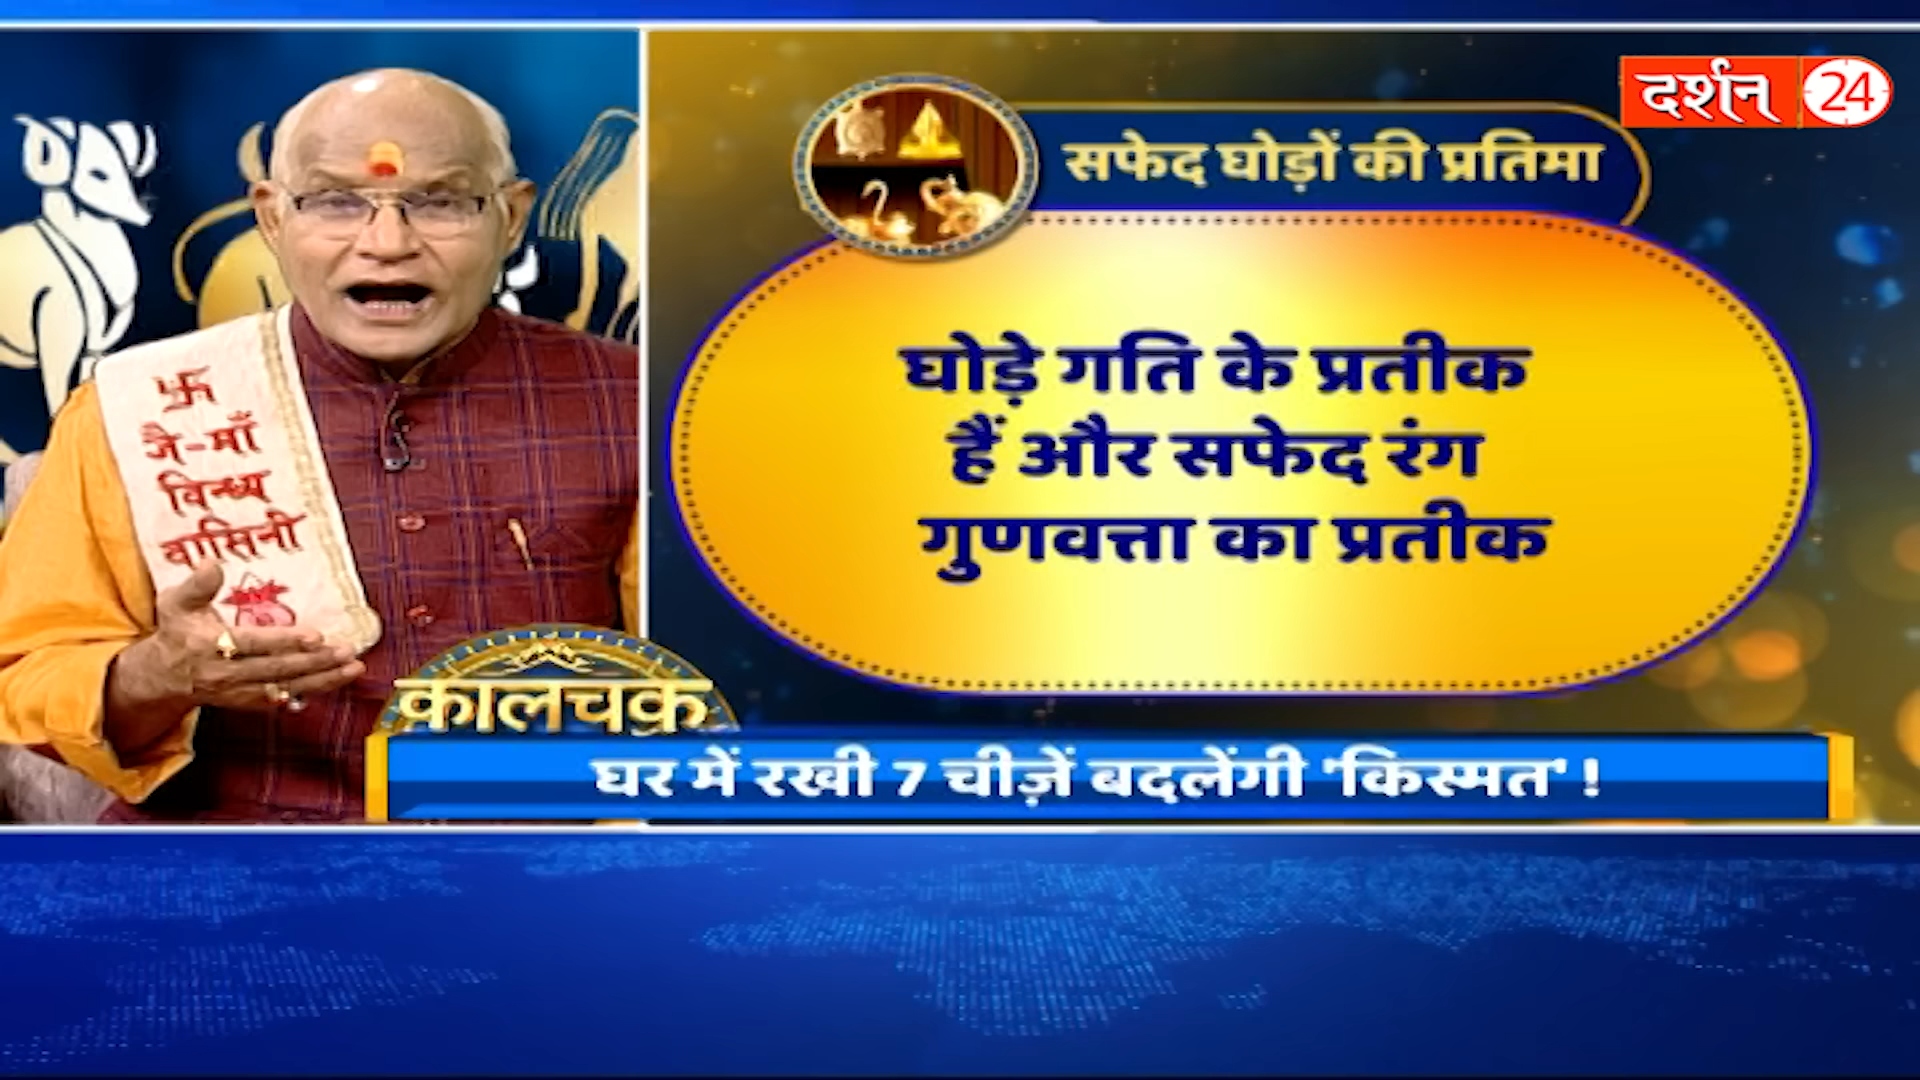 दर्शन 24
सफेद घोड़ों की प्रतिमा
घोड़े गति के प्रतीक
हैं और सफेद रंग
गुणवत्ता का प्रतीक
जै-माँ
विन्ध्य
वासिनी
कालचक्र
घर में रखी 7 चीज़ें बदलेंगी 'किस्मत' !